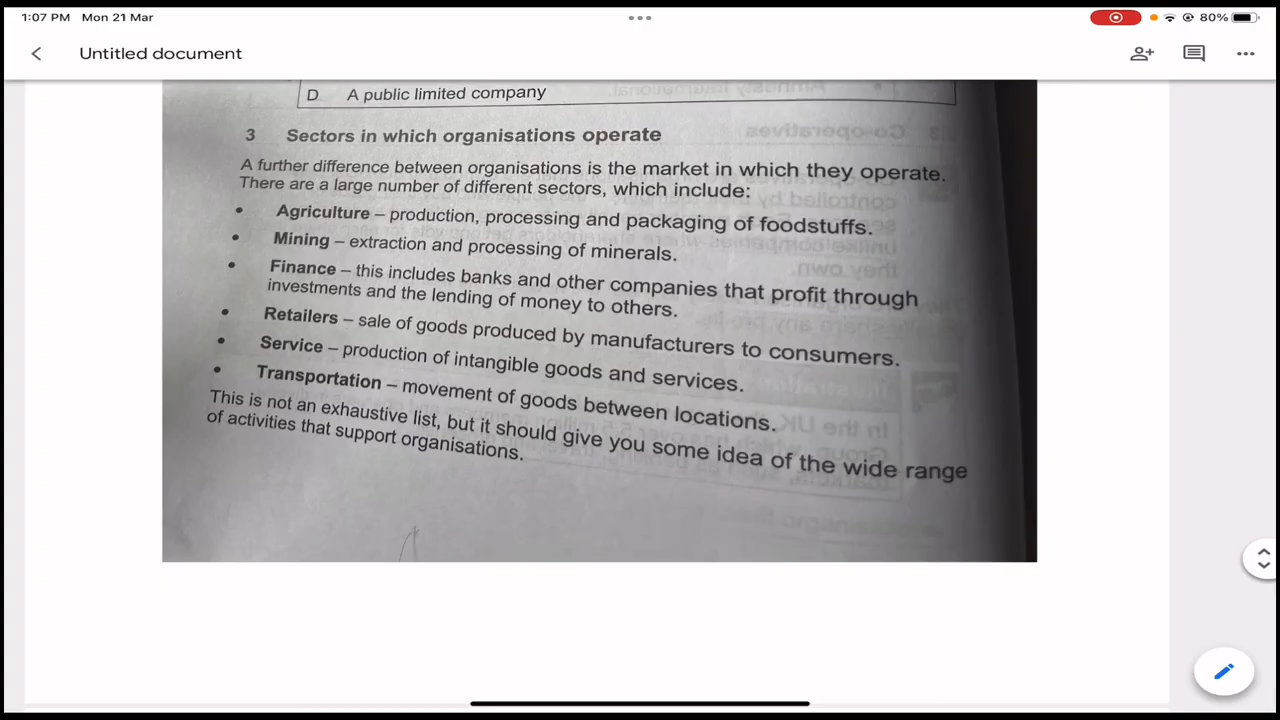 1:07 PM Mon 21 Mar
80%
Untitled document
D A public limited company
3 Sectors in which organisations operate
A further difference between organisations is the market in which they operate.
There are a large number of different sectors, which include:
• Agriculture – production, processing and packaging of foodstuffs.
• Mining – extraction and processing of minerals.
• Finance – this includes banks and other companies that profit through
investments and the lending of money to others.
• Retailers – sale of goods produced by manufacturers to consumers.
• Service – production of intangible goods and services.
• Transportation – movement of goods between locations.
This is not an exhaustive list, but it should give you some idea of the wide range
of activities that support organisations.